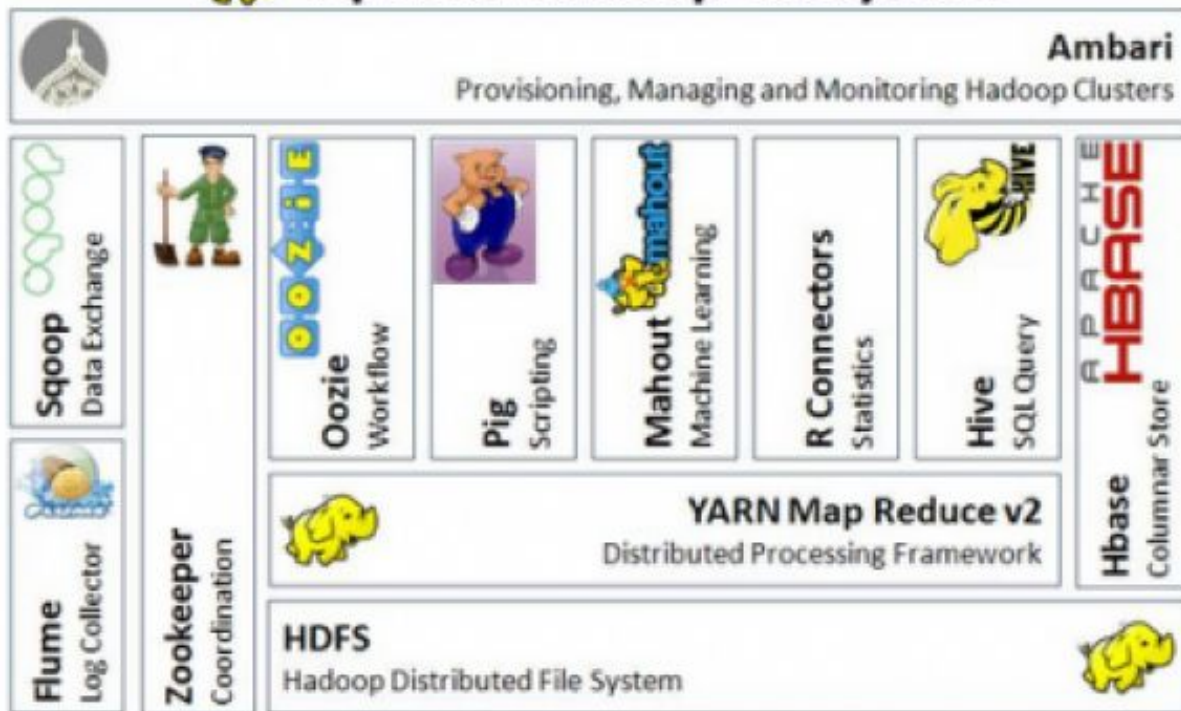 Ambari
Provisioning, Managing and Monitoring Hadoop Clusters
Sqoop
Data Exchange
Flume
Log Collector
Zookeeper
Coordination
OOZIE
Oozie
Workflow
Pig
Scripting
mahout
Mahout
Machine Learning
R Connectors
Statistics
HIVE
Hive
SQL Query
APACHE
HBASE
Hbase
Columnar Store
YARN Map Reduce v2
Distributed Processing Framework
HDFS
Hadoop Distributed File System